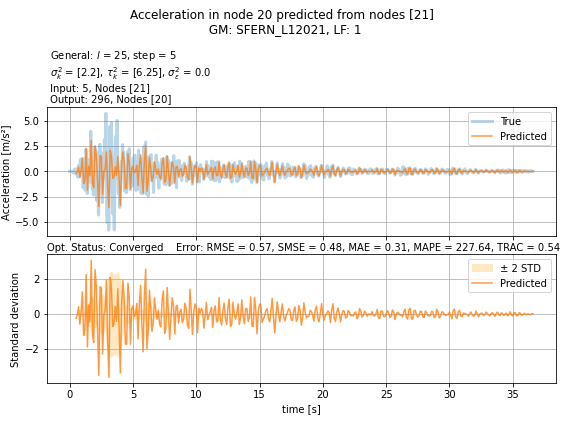 Acceleration in node 20 predicted from nodes [21]
GM: SFERN_L12021, LF: 1
General: l = 25, step = 5
σ²ₖ = [2.2], τ²ₖ = [6.25], σ²ε = 0.0
Input: 5, Nodes [21]
Output: 296, Nodes [20]
True
Predicted
5.0
2.5
0.0
−2.5
−5.0
Acceleration [m/s²]
Opt. Status: Converged Error: RMSE = 0.57, SMSE = 0.48, MAE = 0.31, MAPE = 227.64, TRAC = 0.54
± 2 STD
Predicted
2
0
−2
Standard deviation
0 5 10 15 20 25 30 35
time [s]